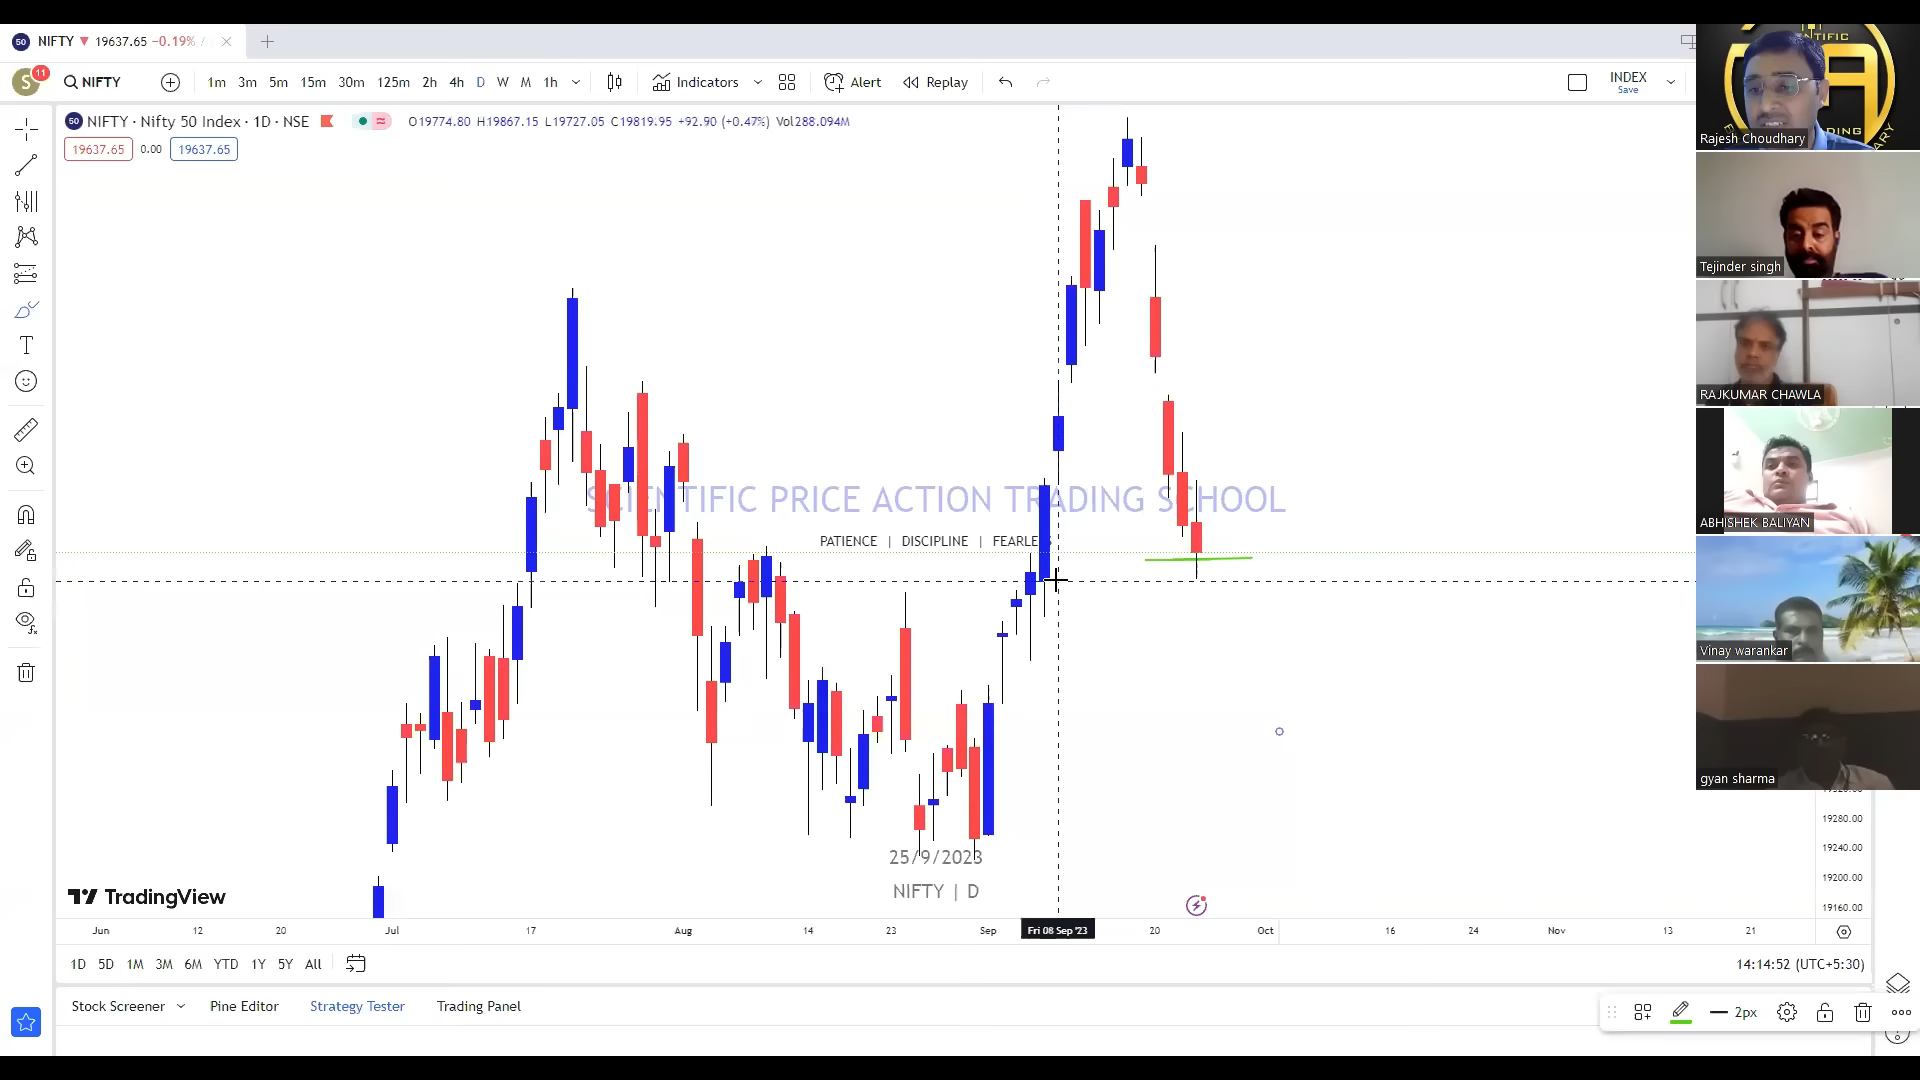 50 NIFTY ▼ 19637.65 −0.19% /
S 11 NIFTY 1m 3m 5m 15m 30m 125m 2h 4h D W M 1h Indicators Alert Replay INDEX
Save
50 NIFTY · Nifty 50 Index · 1D · NSE O19774.80 H19867.15 L19727.05 C19819.95 +92.90 (+0.47%) Vol288.094M
19637.65 0.00 19637.65
Rajesh Choudhary
Tejinder singh
RAJKUMAR CHAWLA
SCIENTIFIC PRICE ACTION TRADING SCHOOL
ABHISHEK BALIYAN
PATIENCE | DISCIPLINE | FEARLE
Vinay warankar
gyan sharma
19280.00
19240.00
25/9/2023
19200.00
NIFTY | D
TradingView
19160.00
Jun 12 20 Jul 17 Aug 14 23 Sep Fri 08 Sep '23 20 Oct 16 24 Nov 13 21
1D 5D 1M 3M 6M YTD 1Y 5Y All 14:14:52 (UTC+5:30)
Stock Screener Pine Editor Strategy Tester Trading Panel
2px